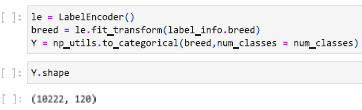 [ ]: le = LabelEncoder()
breed = le.fit_transform(label_info.breed)
Y = np_utils.to_categorical(breed,num_classes = num_classes)
[ ]: Y.shape
[ ]: (10222, 120)